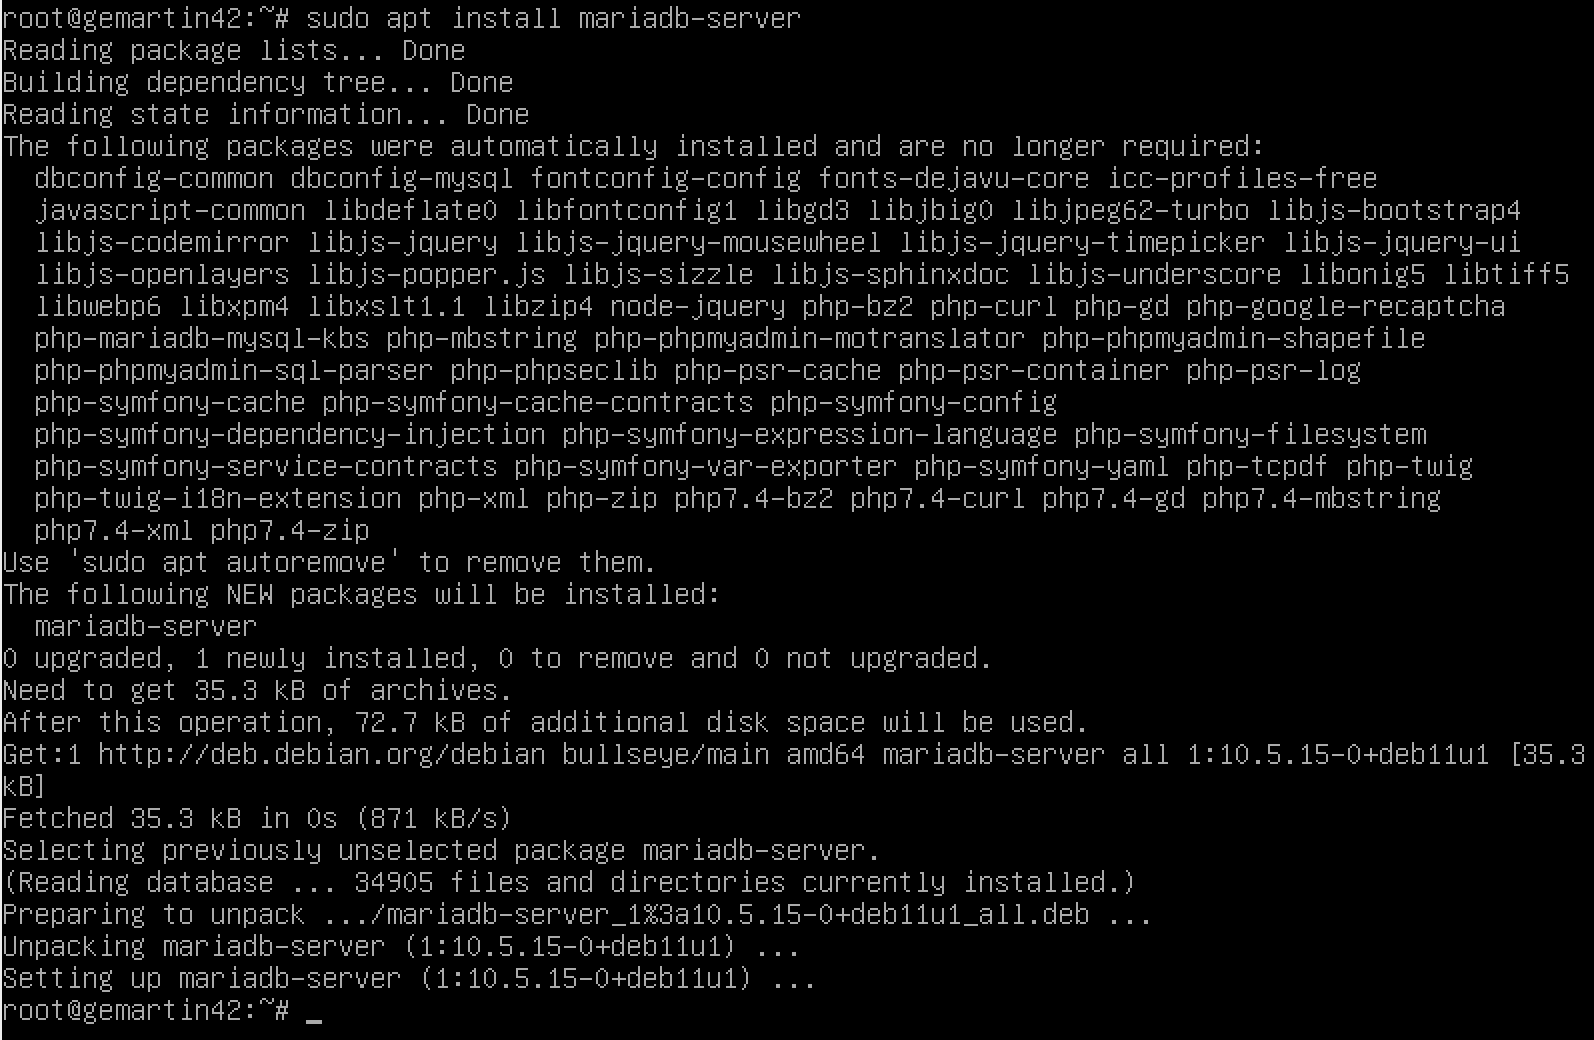 root@gemartin42:~# sudo apt install mariadb-server
Reading package lists... Done
Building dependency tree... Done
Reading state information... Done
The following packages were automatically installed and are no longer required:
  dbconfig-common dbconfig-mysql fontconfig-config fonts-dejavu-core icc-profiles-free
  javascript-common libdeflate0 libfontconfig1 libgd3 libjbig0 libjpeg62-turbo libjs-bootstrap4
  libjs-codemirror libjs-jquery libjs-jquery-mousewheel libjs-jquery-timepicker libjs-jquery-ui
  libjs-openlayers libjs-popper.js libjs-sizzle libjs-sphinxdoc libjs-underscore libonig5 libtiff5
  libwebp6 libxpm4 libxslt1.1 libzip4 node-jquery php-bz2 php-curl php-gd php-google-recaptcha
  php-mariadb-mysql-kbs php-mbstring php-phpmyadmin-motranslator php-phpmyadmin-shapefile
  php-phpmyadmin-sql-parser php-phpseclib php-psr-cache php-psr-container php-psr-log
  php-symfony-cache php-symfony-cache-contracts php-symfony-config
  php-symfony-dependency-injection php-symfony-expression-language php-symfony-filesystem
  php-symfony-service-contracts php-symfony-var-exporter php-symfony-yaml php-tcpdf php-twig
  php-twig-i18n-extension php-xml php-zip php7.4-bz2 php7.4-curl php7.4-gd php7.4-mbstring
  php7.4-xml php7.4-zip
Use 'sudo apt autoremove' to remove them.
The following NEW packages will be installed:
  mariadb-server
0 upgraded, 1 newly installed, 0 to remove and 0 not upgraded.
Need to get 35.3 kB of archives.
After this operation, 72.7 kB of additional disk space will be used.
Get:1 http://deb.debian.org/debian bullseye/main amd64 mariadb-server all 1:10.5.15-0+deb11u1 [35.3
kB]
Fetched 35.3 kB in 0s (871 kB/s)
Selecting previously unselected package mariadb-server.
(Reading database ... 34905 files and directories currently installed.)
Preparing to unpack .../mariadb-server_1%3a10.5.15-0+deb11u1_all.deb ...
Unpacking mariadb-server (1:10.5.15-0+deb11u1) ...
Setting up mariadb-server (1:10.5.15-0+deb11u1) ...
root@gemartin42:~# _